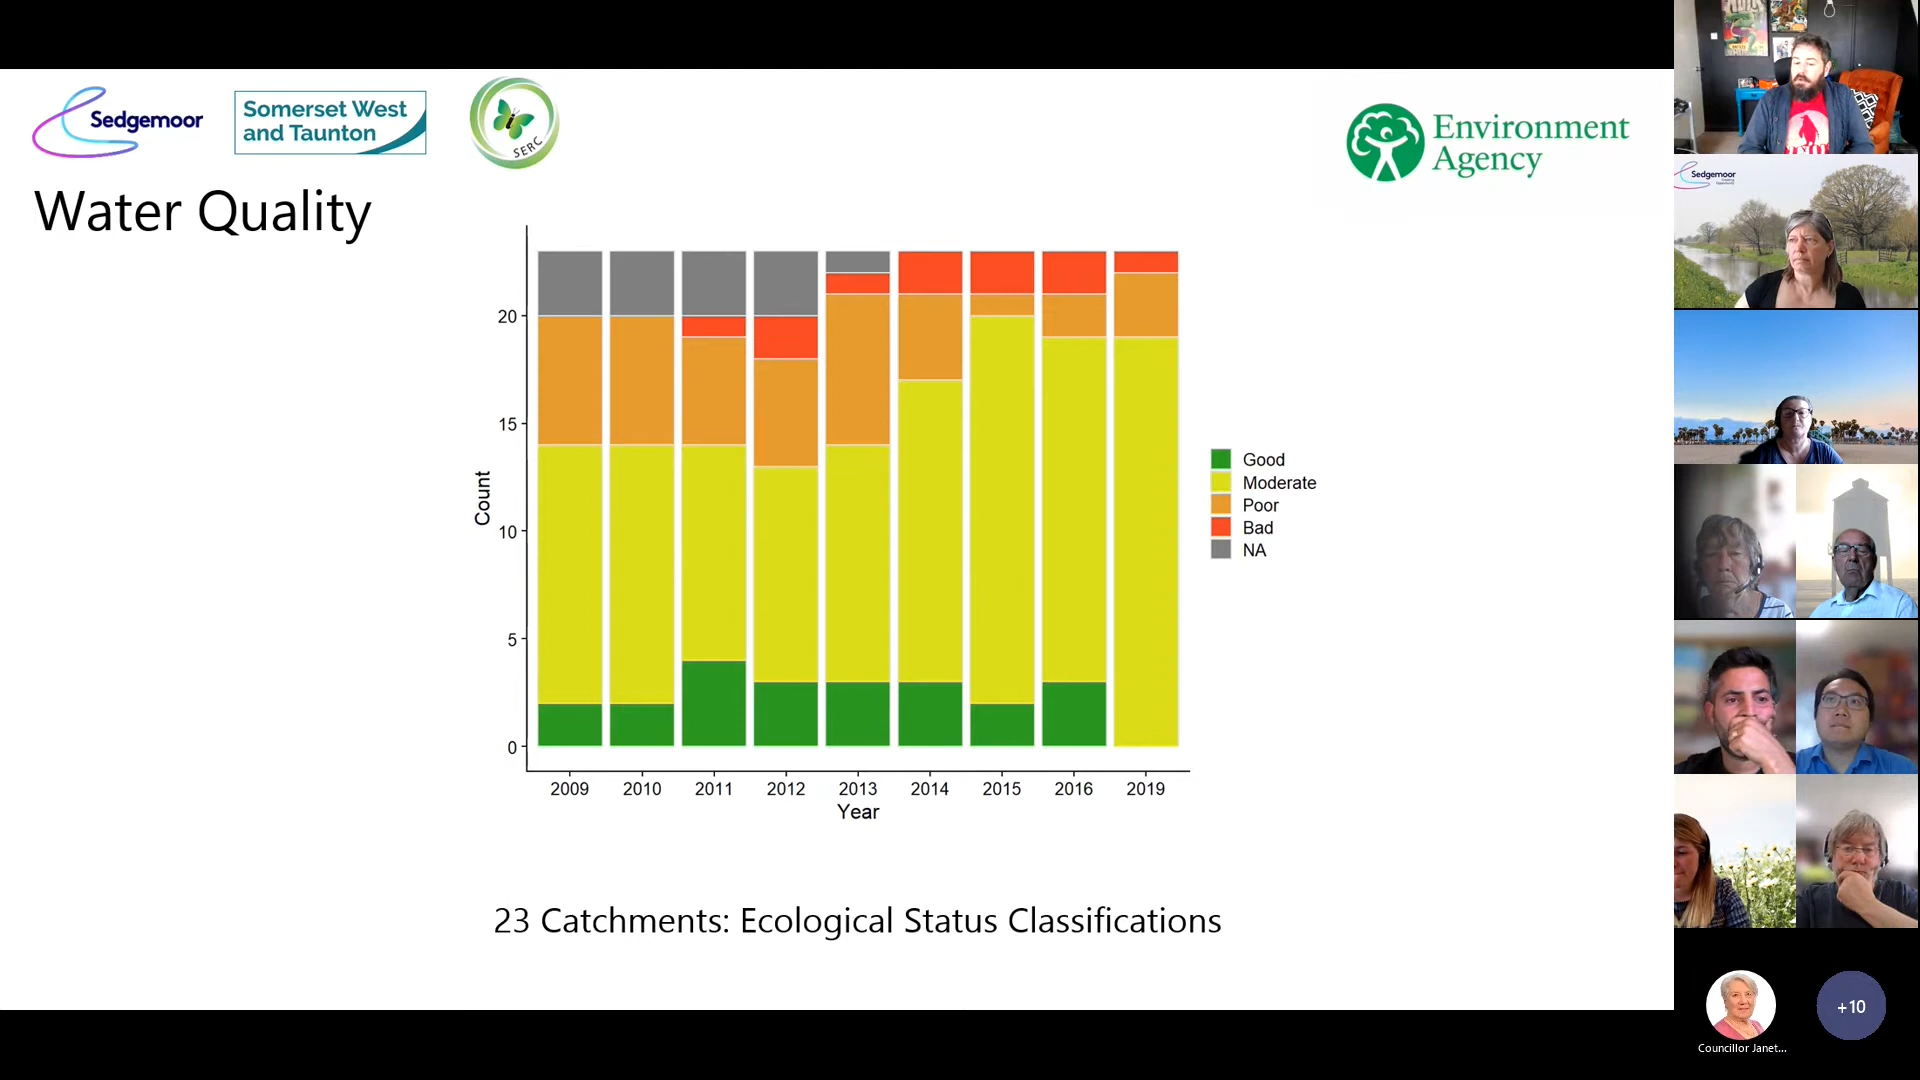 Sedgemoor
Somerset West
and Taunton
SERC
Environment
Agency
Water Quality
Count
20
15
10
5
0
2009 2010 2011 2012 2013 2014 2015 2016 2019
Year
Good
Moderate
Poor
Bad
NA
23 Catchments: Ecological Status Classifications
Sedgemoor
Councillor Janet...
+10